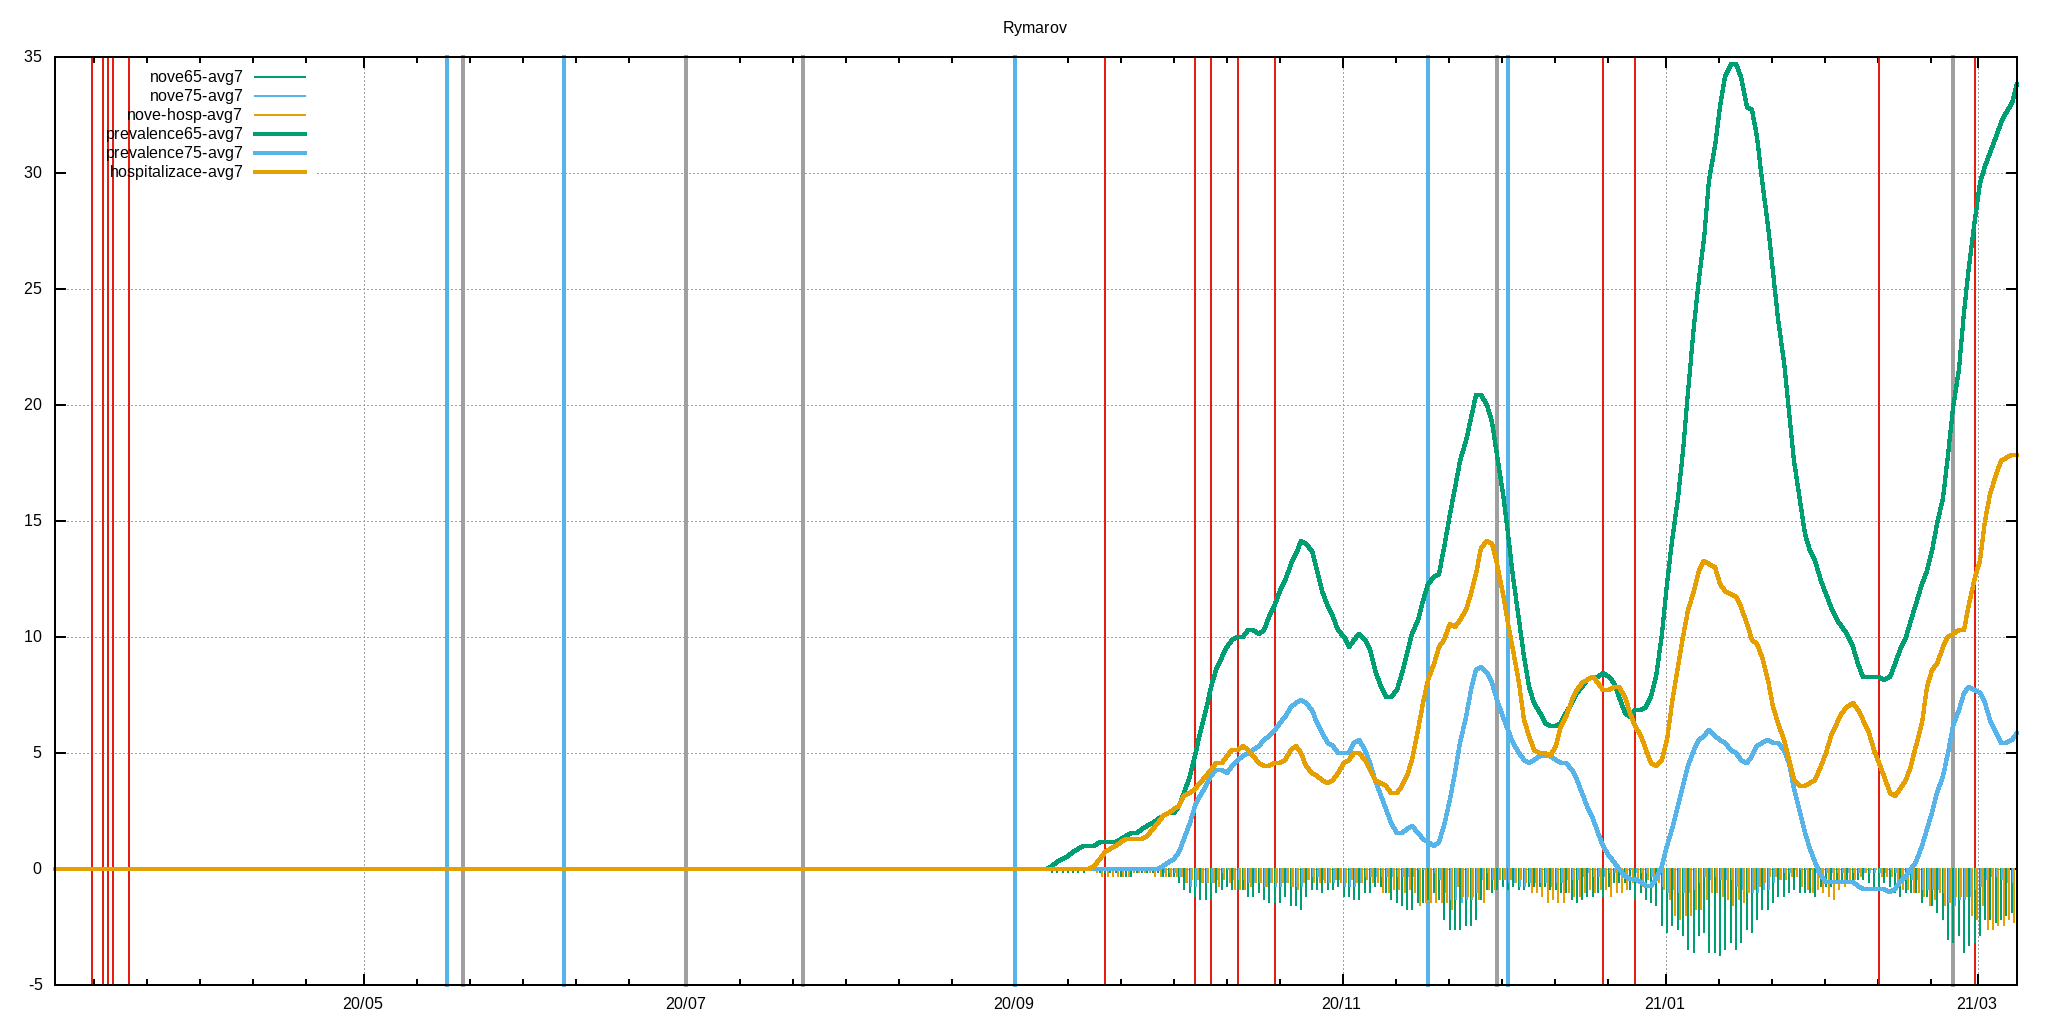 Rymarov
35
nove65-avg7
nove75-avg7
nove-hosp-avg7
prevalence65-avg7
prevalence75-avg7
hospitalizace-avg7
30
25
20
15
10
5
0
-5
20/05 20/07 20/09 20/11 21/01 21/03